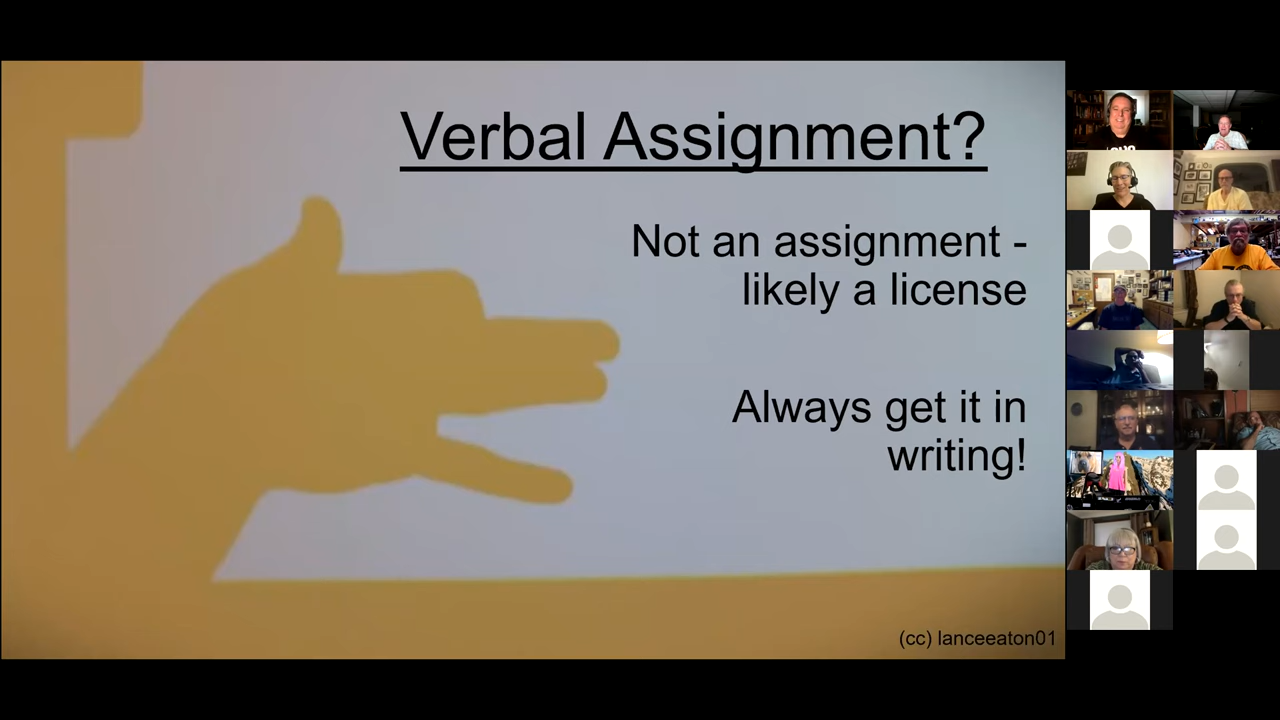 Verbal Assignment?
Not an assignment -
likely a license
Always get it in
writing!
(cc) lanceeaton01